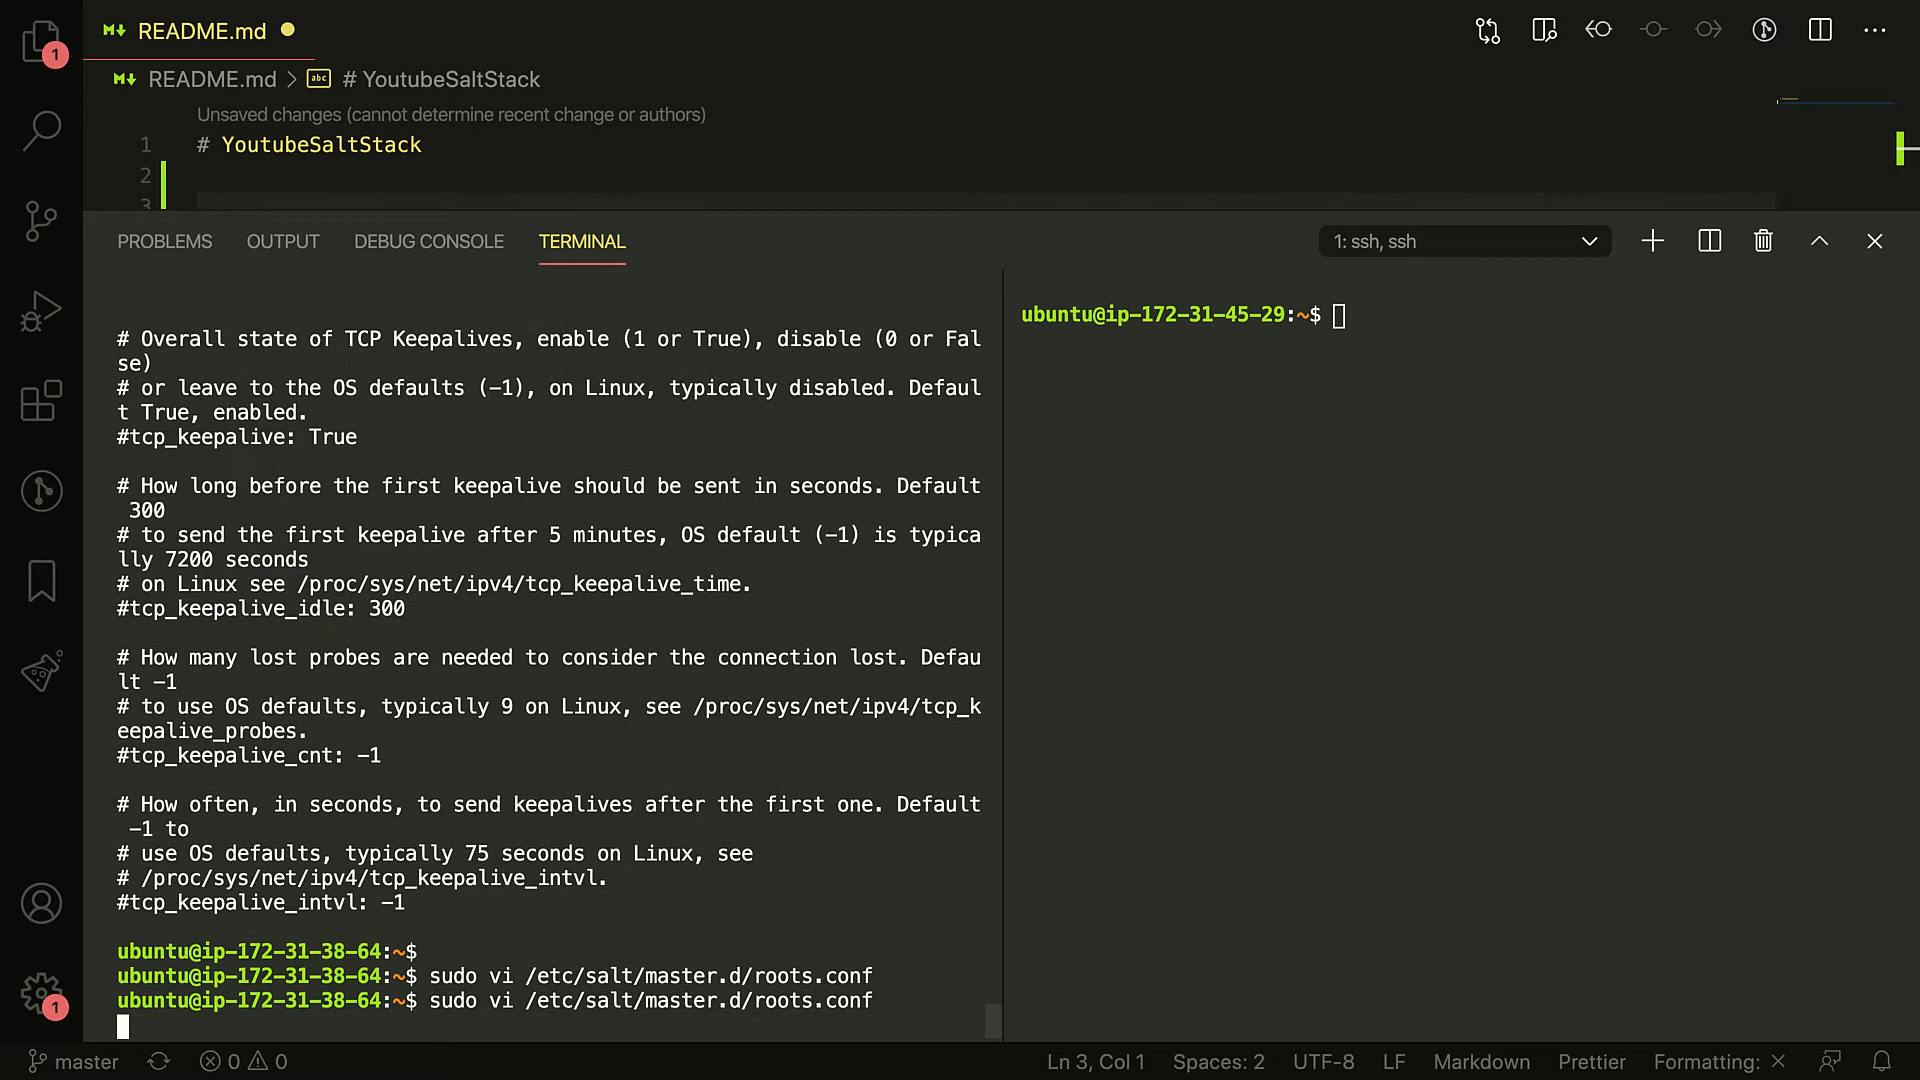 README.md
1
README.md > abc # YoutubeSaltStack
Unsaved changes (cannot determine recent change or authors)
1 # YoutubeSaltStack
2
3
PROBLEMS OUTPUT DEBUG CONSOLE TERMINAL 1: ssh, ssh
# Overall state of TCP Keepalives, enable (1 or True), disable (0 or Fal
se)
# or leave to the OS defaults (-1), on Linux, typically disabled. Defaul
t True, enabled.
#tcp_keepalive: True
# How long before the first keepalive should be sent in seconds. Default
300
# to send the first keepalive after 5 minutes, OS default (-1) is typica
lly 7200 seconds
# on Linux see /proc/sys/net/ipv4/tcp_keepalive_time.
#tcp_keepalive_idle: 300
# How many lost probes are needed to consider the connection lost. Defau
lt -1
# to use OS defaults, typically 9 on Linux, see /proc/sys/net/ipv4/tcp_k
eepalive_probes.
#tcp_keepalive_cnt: -1
# How often, in seconds, to send keepalives after the first one. Default
-1 to
# use OS defaults, typically 75 seconds on Linux, see
# /proc/sys/net/ipv4/tcp_keepalive_intvl.
#tcp_keepalive_intvl: -1
ubuntu@ip-172-31-38-64:~$
ubuntu@ip-172-31-38-64:~$ sudo vi /etc/salt/master.d/roots.conf
ubuntu@ip-172-31-38-64:~$ sudo vi /etc/salt/master.d/roots.conf
ubuntu@ip-172-31-45-29:~$
1
master 0 0 Ln 3, Col 1 Spaces: 2 UTF-8 LF Markdown Prettier Formatting: ×